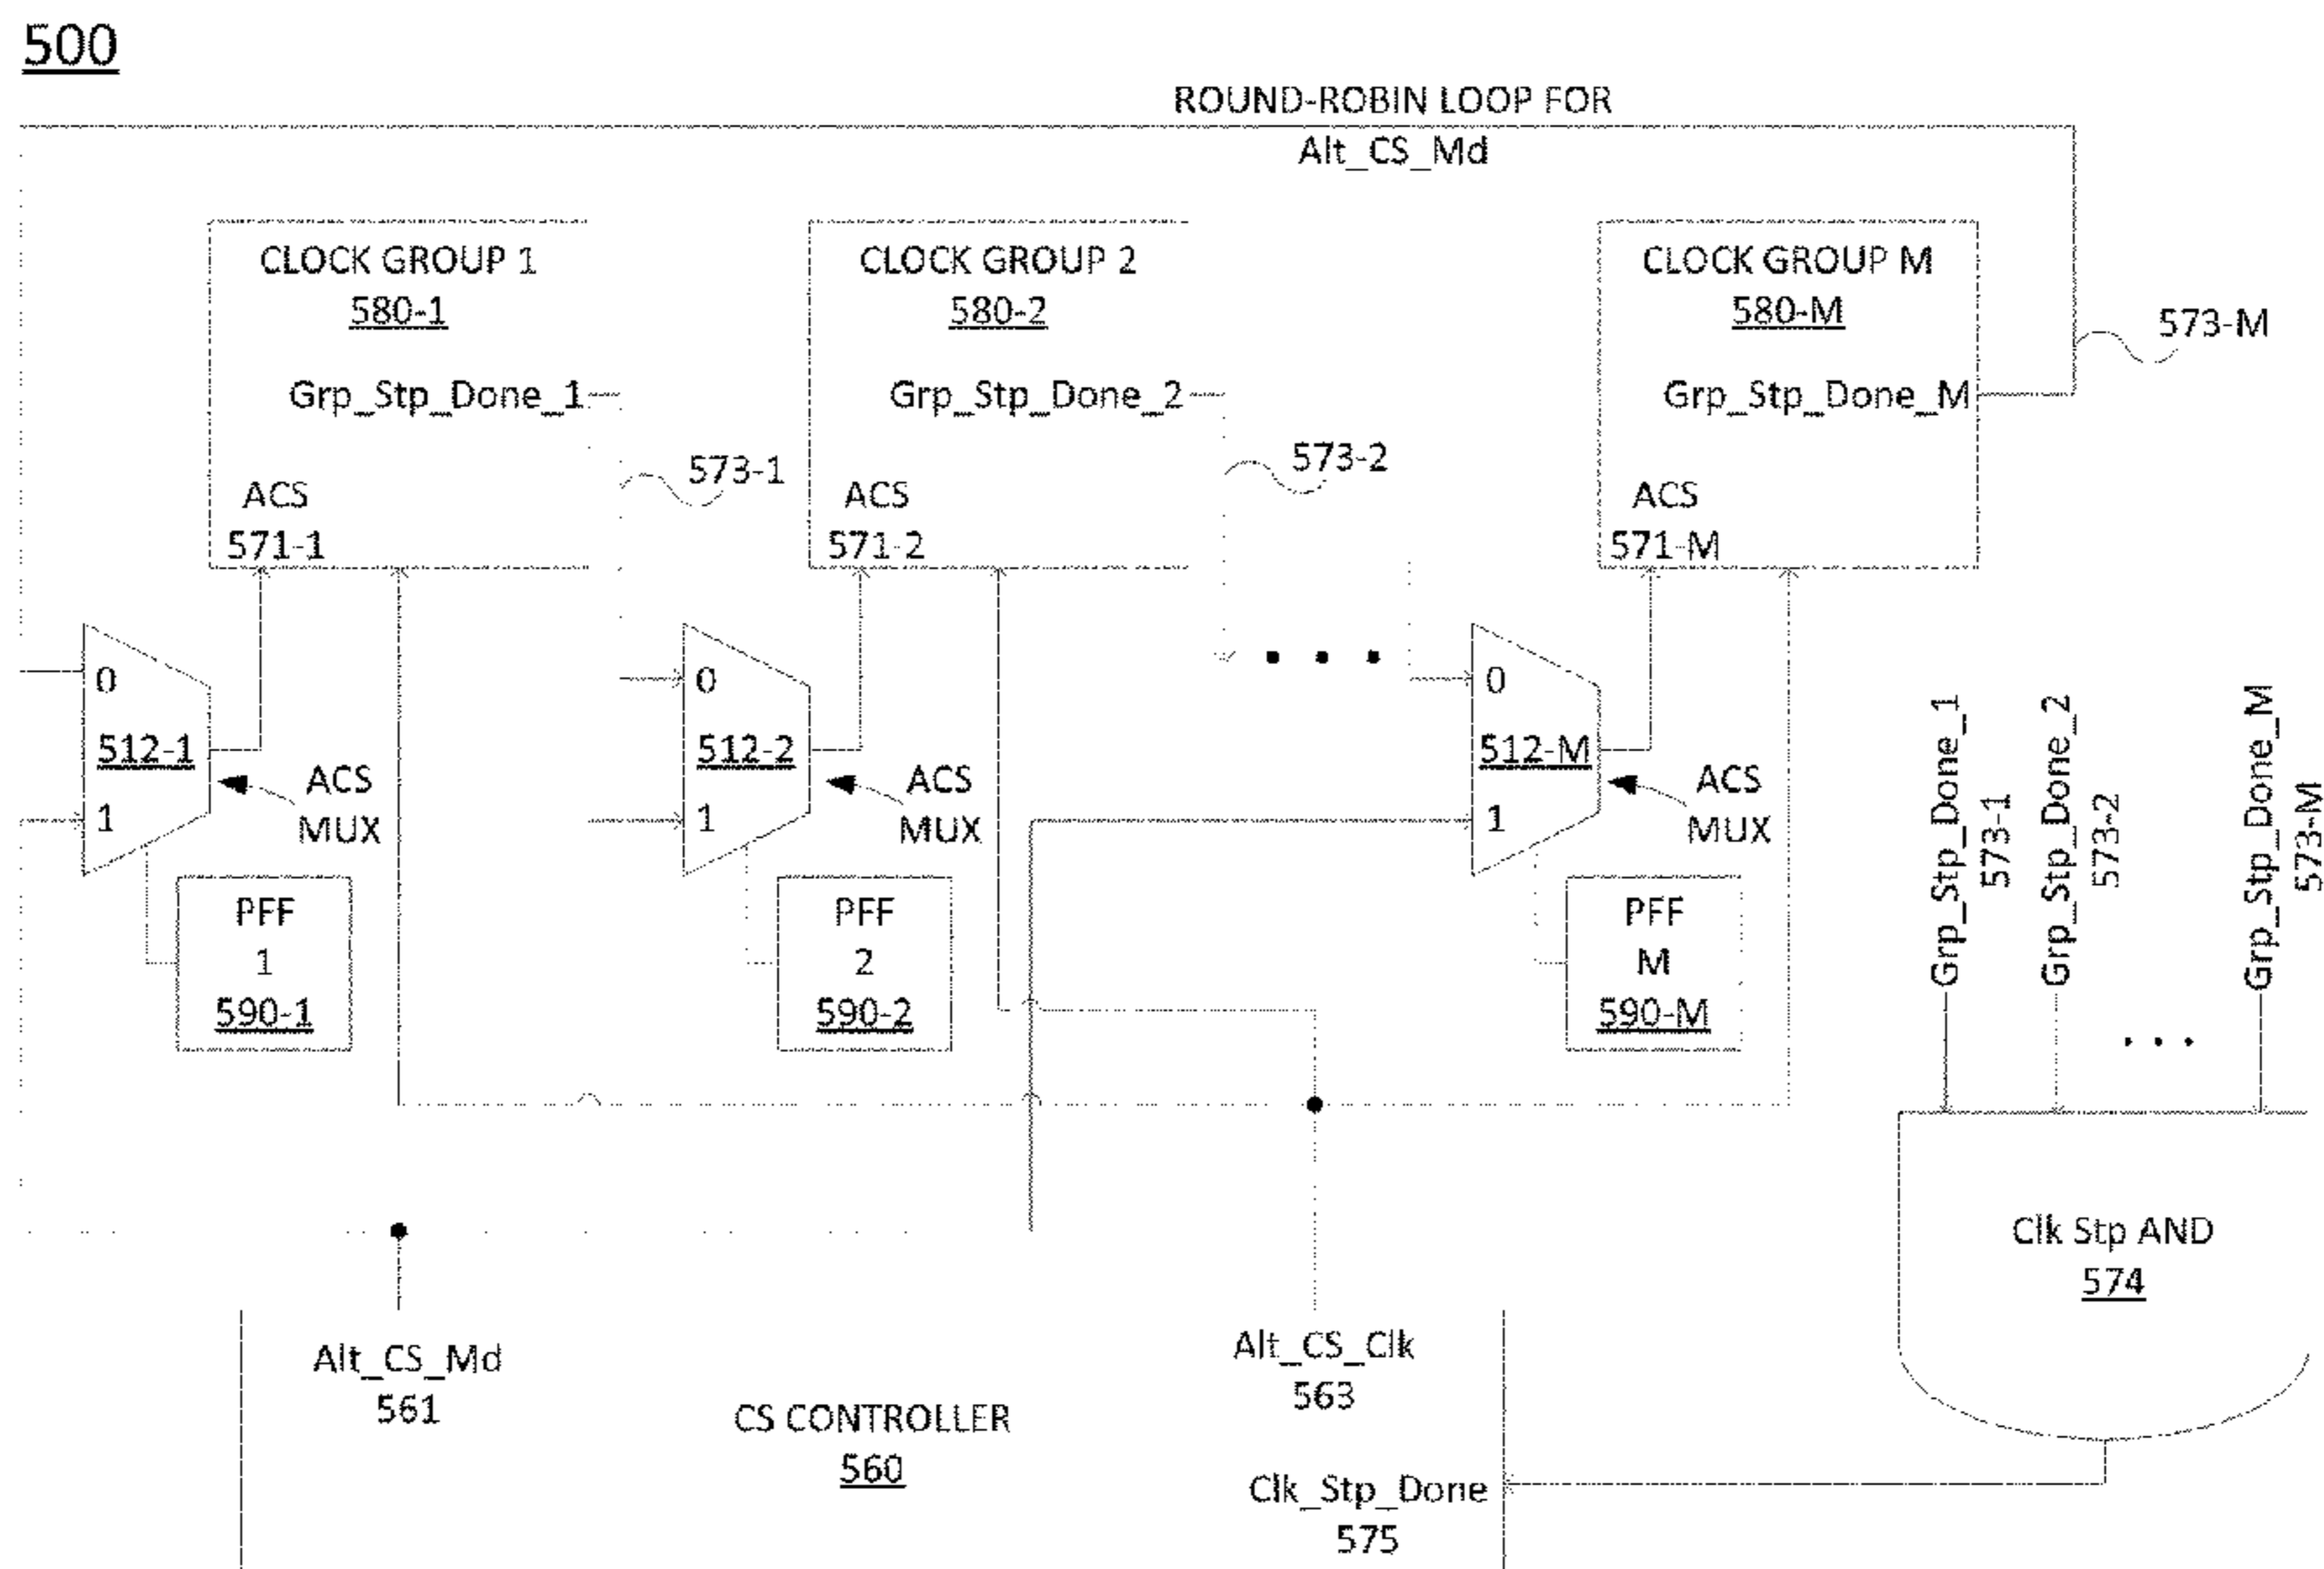 500
ROUND-ROBIN LOOP FOR
Alt_CS_Md
CLOCK GROUP 1
580-1
Grp_Stp_Done_1
ACS
571-1
573-1
CLOCK GROUP 2
580-2
Grp_Stp_Done_2
ACS
571-2
573-2
CLOCK GROUP M
580-M
Grp_Stp_Done_M
ACS
571-M
573-M
0
512-1
1
ACS
MUX
PFF
1
590-1
0
512-2
1
ACS
MUX
PFF
2
590-2
0
512-M
1
ACS
MUX
PFF
M
590-M
Grp_Stp_Done_1
573-1
Grp_Stp_Done_2
573-2
Grp_Stp_Done_M
573-M
Clk Stp AND
574
Alt_CS_Md
561
CS CONTROLLER
560
Alt_CS_Clk
563
Clk_Stp_Done
575